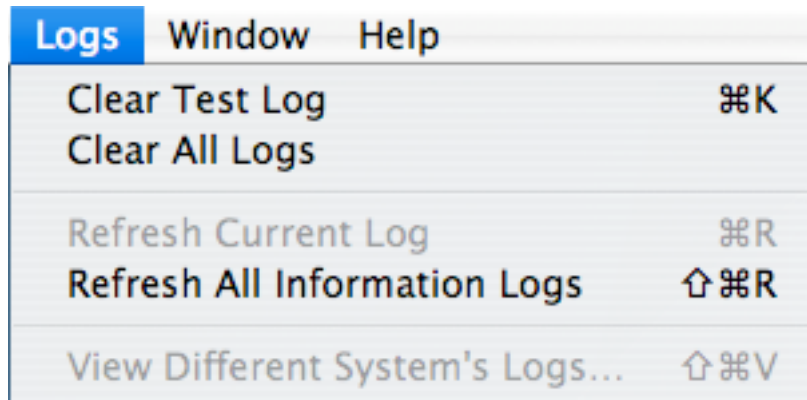 Logs Window Help
Clear Test Log ⌘K
Clear All Logs
Refresh Current Log ⌘R
Refresh All Information Logs ⇧⌘R
View Different System's Logs... ⇧⌘V